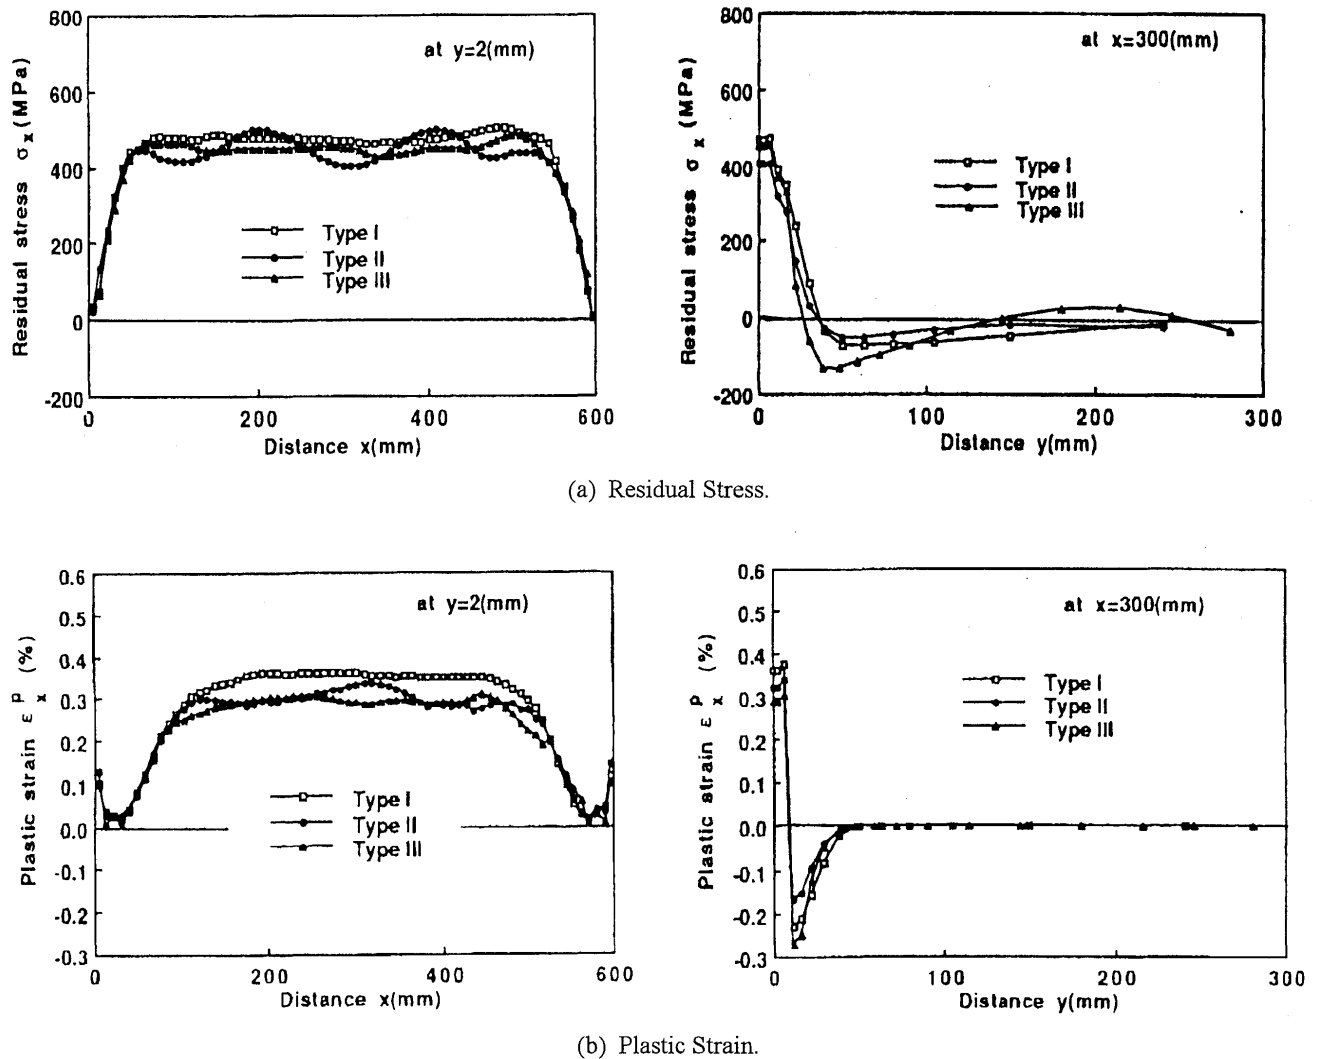 800
600
400
200
0
-200
Residual stress σx (MPa)
at y=2(mm)
Type I
Type II
Type III
0 200 400 600
Distance x(mm)
800
600
400
200
0
-200
Residual stress σx (MPa)
at x=300(mm)
Type I
Type II
Type III
0 100 200 300
Distance y(mm)
(a) Residual Stress.
0.6
0.5
0.4
0.3
0.2
0.1
0.0
-0.1
-0.2
-0.3
Plastic strain εxP (%)
at y=2(mm)
Type I
Type II
Type III
0 200 400 600
Distance x(mm)
0.6
0.5
0.4
0.3
0.2
0.1
0.0
-0.1
-0.2
-0.3
Plastic strain εxP (%)
at x=300(mm)
Type I
Type II
Type III
0 100 200 300
Distance y(mm)
(b) Plastic Strain.